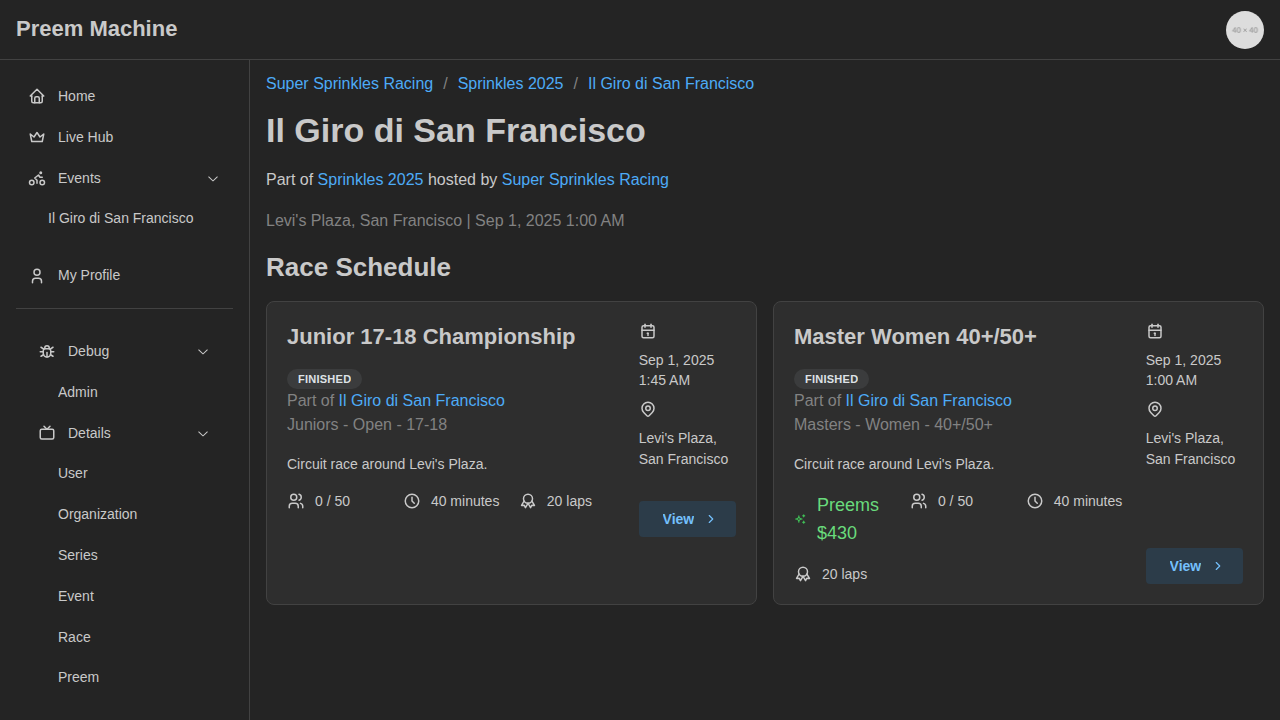 Preem Machine
40 × 40
Home
Live Hub
Events
Il Giro di San Francisco
My Profile
Debug
Admin
Details
User
Organization
Series
Event
Race
Preem
Super Sprinkles Racing / Sprinkles 2025 / Il Giro di San Francisco
Il Giro di San Francisco
Part of Sprinkles 2025 hosted by Super Sprinkles Racing
Levi's Plaza, San Francisco | Sep 1, 2025 1:00 AM
Race Schedule
Junior 17-18 Championship
FINISHED
Part of Il Giro di San Francisco
Juniors - Open - 17-18
Circuit race around Levi's Plaza.
0 / 50
40 minutes
20 laps
Sep 1, 2025
1:45 AM
Levi's Plaza,
San Francisco
View
Master Women 40+/50+
FINISHED
Part of Il Giro di San Francisco
Masters - Women - 40+/50+
Circuit race around Levi's Plaza.
Preems
$430
0 / 50
40 minutes
20 laps
Sep 1, 2025
1:00 AM
Levi's Plaza,
San Francisco
View